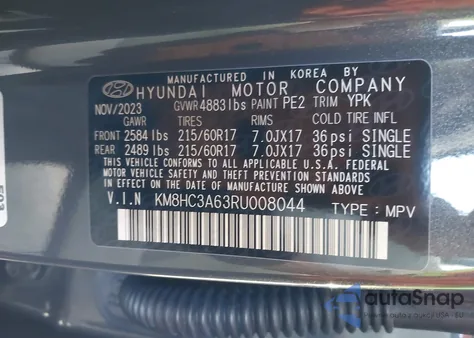 MANUFACTURED IN KOREA BY
HYUNDAI MOTOR COMPANY
NOV/2023 GVWR 4883lbs PAINT PE2 TRIM YPK
GAWR TIRES RIMS COLD TIRE INFL
FRONT 2584 lbs 215/60R17 7.0JX17 36psi SINGLE
REAR 2489 lbs 215/60R17 7.0JX17 36psi SINGLE
THIS VEHICLE CONFORMS TO ALL APPLICABLE U.S.A. FEDERAL
MOTOR VEHICLE SAFETY, BUMPER, AND THEFT PREVENTION
STANDARDS IN EFFECT ON THE DATE OF MANUFACTURE SHOWN ABOVE.
V.I.N KM8HC3A63RU008044 TYPE : MPV
autoSnap